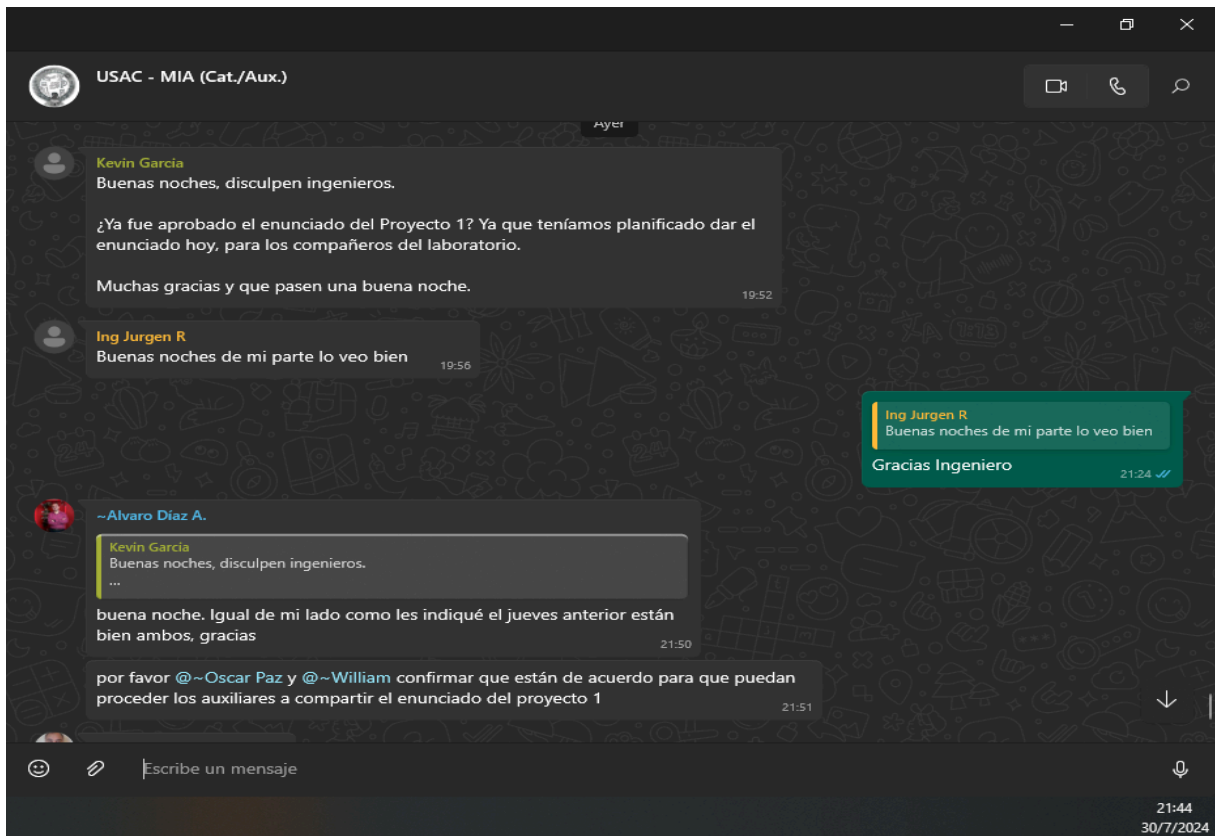 USAC - MIA (Cat./Aux.)
Ayer
Kevin García
Buenas noches, disculpen ingenieros.
¿Ya fue aprobado el enunciado del Proyecto 1? Ya que teníamos planificado dar el
enunciado hoy, para los compañeros del laboratorio.
Muchas gracias y que pasen una buena noche.
19:52
Ing Jurgen R
Buenas noches de mi parte lo veo bien
19:56
Ing Jurgen R
Buenas noches de mi parte lo veo bien
Gracias Ingeniero
21:24
~Alvaro Díaz A.
Kevin García
Buenas noches, disculpen ingenieros.
...
buena noche. Igual de mi lado como les indiqué el jueves anterior están
bien ambos, gracias
21:50
por favor @~Oscar Paz y @~William confirmar que están de acuerdo para que puedan
proceder los auxiliares a compartir el enunciado del proyecto 1
21:51
Escribe un mensaje
21:44
30/7/2024